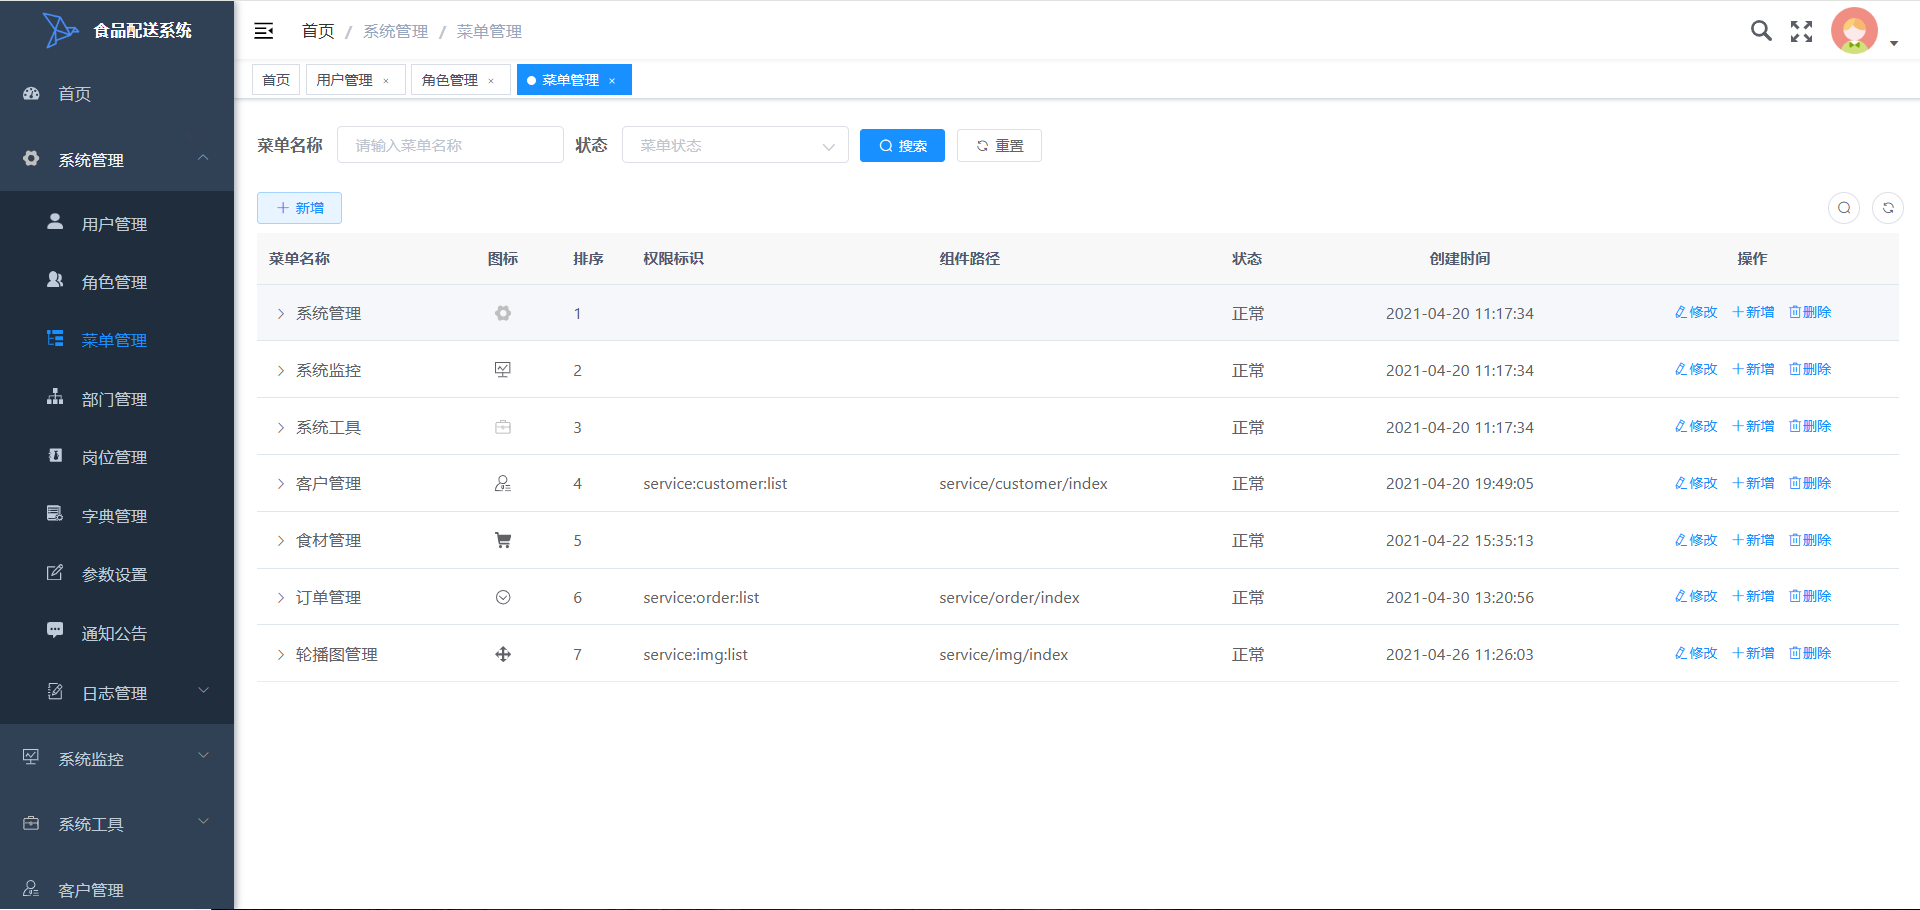 食品配送系统
首页
系统管理
用户管理
角色管理
菜单管理
部门管理
岗位管理
字典管理
参数设置
通知公告
日志管理
系统监控
系统工具
客户管理
首页 / 系统管理 / 菜单管理
首页 用户管理 × 角色管理 × 菜单管理 ×
菜单名称 请输入菜单名称 状态 菜单状态 搜索 重置
新增
菜单名称 图标 排序 权限标识 组件路径 状态 创建时间 操作
系统管理 1 正常 2021-04-20 11:17:34 修改 新增 删除
系统监控 2 正常 2021-04-20 11:17:34 修改 新增 删除
系统工具 3 正常 2021-04-20 11:17:34 修改 新增 删除
客户管理 4 service:customer:list service/customer/index 正常 2021-04-20 19:49:05 修改 新增 删除
食材管理 5 正常 2021-04-22 15:35:13 修改 新增 删除
订单管理 6 service:order:list service/order/index 正常 2021-04-30 13:20:56 修改 新增 删除
轮播图管理 7 service:img:list service/img/index 正常 2021-04-26 11:26:03 修改 新增 删除